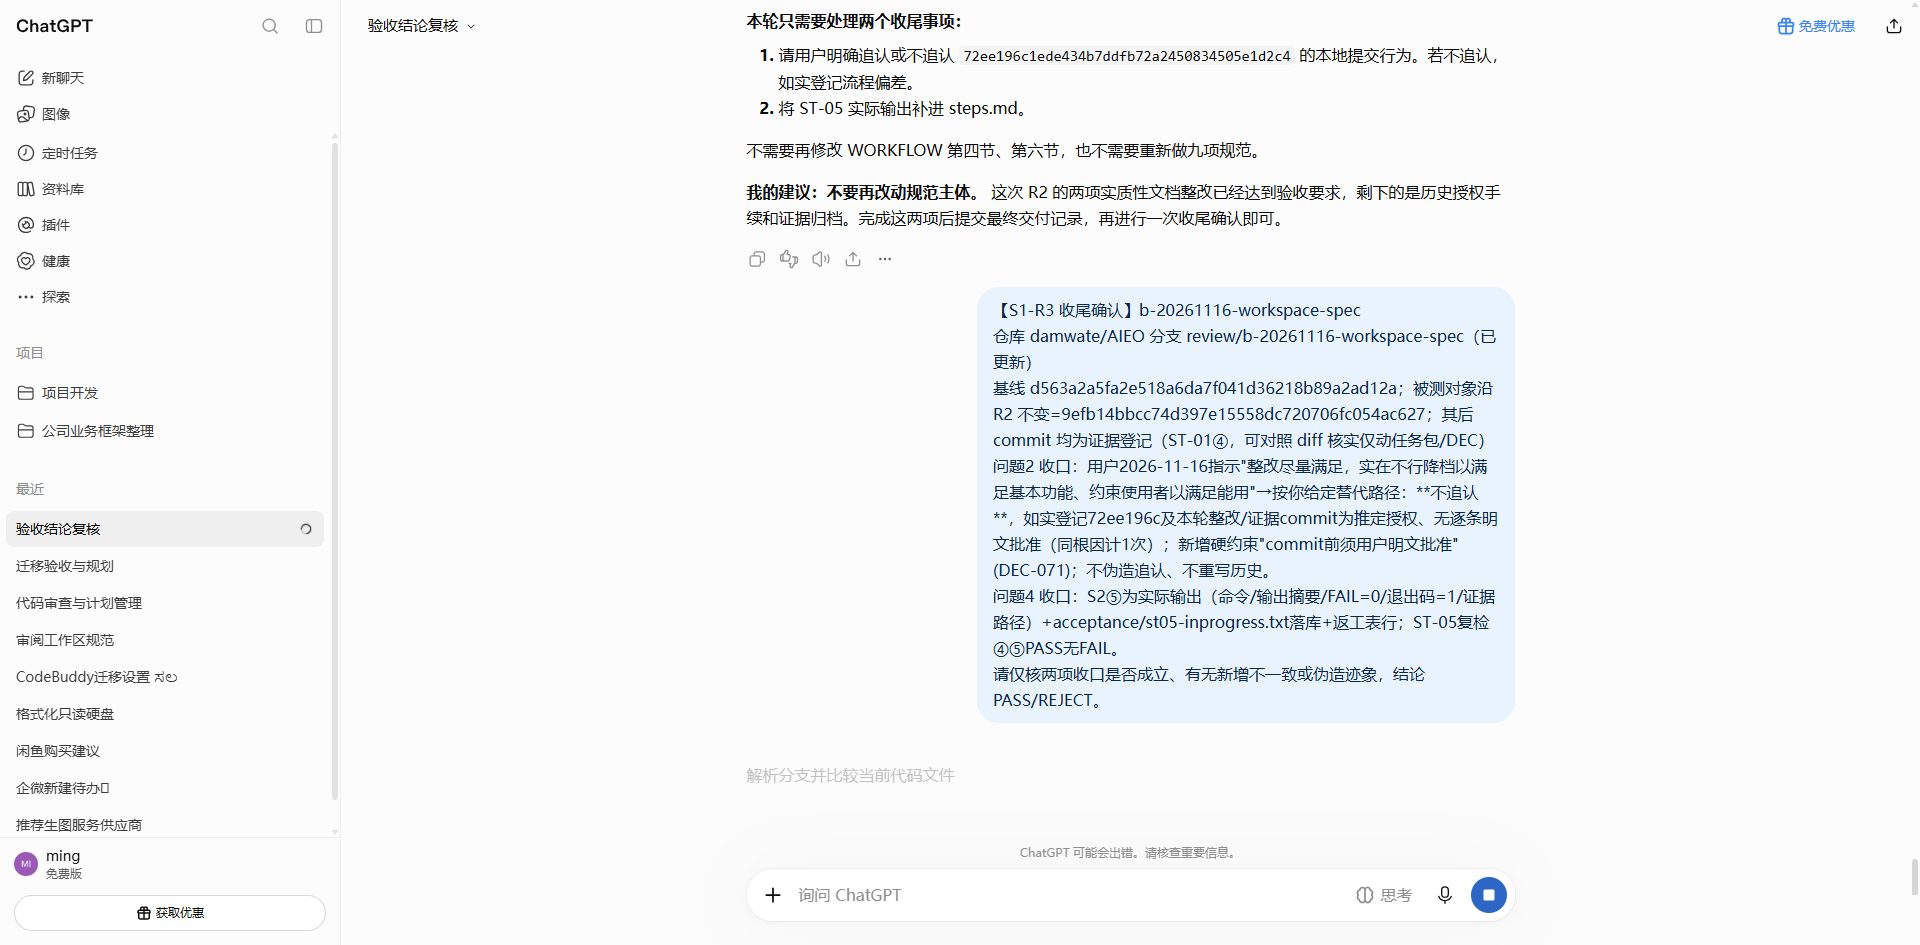 ChatGPT
新聊天
图像
定时任务
资料库
插件
健康
探索
项目
项目开发
公司业务框架整理
最近
验收结论复核
迁移验收与规划
代码审查与计划管理
审阅工作区规范
CodeBuddy迁移设置
格式化只读硬盘
闲鱼购买建议
企微新建待办
推荐生图服务供应商
MI
ming
免费版
获取优惠
验收结论复核
免费优惠
本轮只需要处理两个收尾事项：
1. 请用户明确追认或不追认 72ee196c1ede434b7ddfb72a2450834505e1d2c4 的本地提交行为。若不追认，
如实登记流程偏差。
2. 将 ST-05 实际输出补进 steps.md。
不需要再修改 WORKFLOW 第四节、第六节，也不需要重新做九项规范。
我的建议：不要再改动规范主体。 这次 R2 的两项实质性文档整改已经达到验收要求，剩下的是历史授权手
续和证据归档。完成这两项后提交最终交付记录，再进行一次收尾确认即可。
【S1-R3 收尾确认】b-20261116-workspace-spec
仓库 damwate/AIEO 分支 review/b-20261116-workspace-spec（已
更新）
基线 d563a2a5fa2e518a6da7f041d36218b89a2ad12a；被测对象沿
R2 不变=9efb14bbcc74d397e15558dc720706fc054ac627；其后
commit 均为证据登记（ST-01④，可对照 diff 核实仅动任务包/DEC）
问题2 收口：用户2026-11-16指示"整改尽量满足，实在不行降档以满
足基本功能、约束使用者以满足能用"→按你给定替代路径：**不追认
**，如实登记72ee196c及本轮整改/证据commit为推定授权、无逐条明
文批准（同根因计1次）；新增硬约束"commit前须用户明文批准"
(DEC-071)；不伪造追认、不重写历史。
问题4 收口：S2⑤为实际输出（命令/输出摘要/FAIL=0/退出码=1/证据
路径）+acceptance/st05-inprogress.txt落库+返工表行；ST-05复检
④⑤PASS无FAIL。
请仅核两项收口是否成立、有无新增不一致或伪造迹象，结论
PASS/REJECT。
解析分支并比较当前代码文件
ChatGPT 可能会出错。请核查重要信息。
询问 ChatGPT
思考